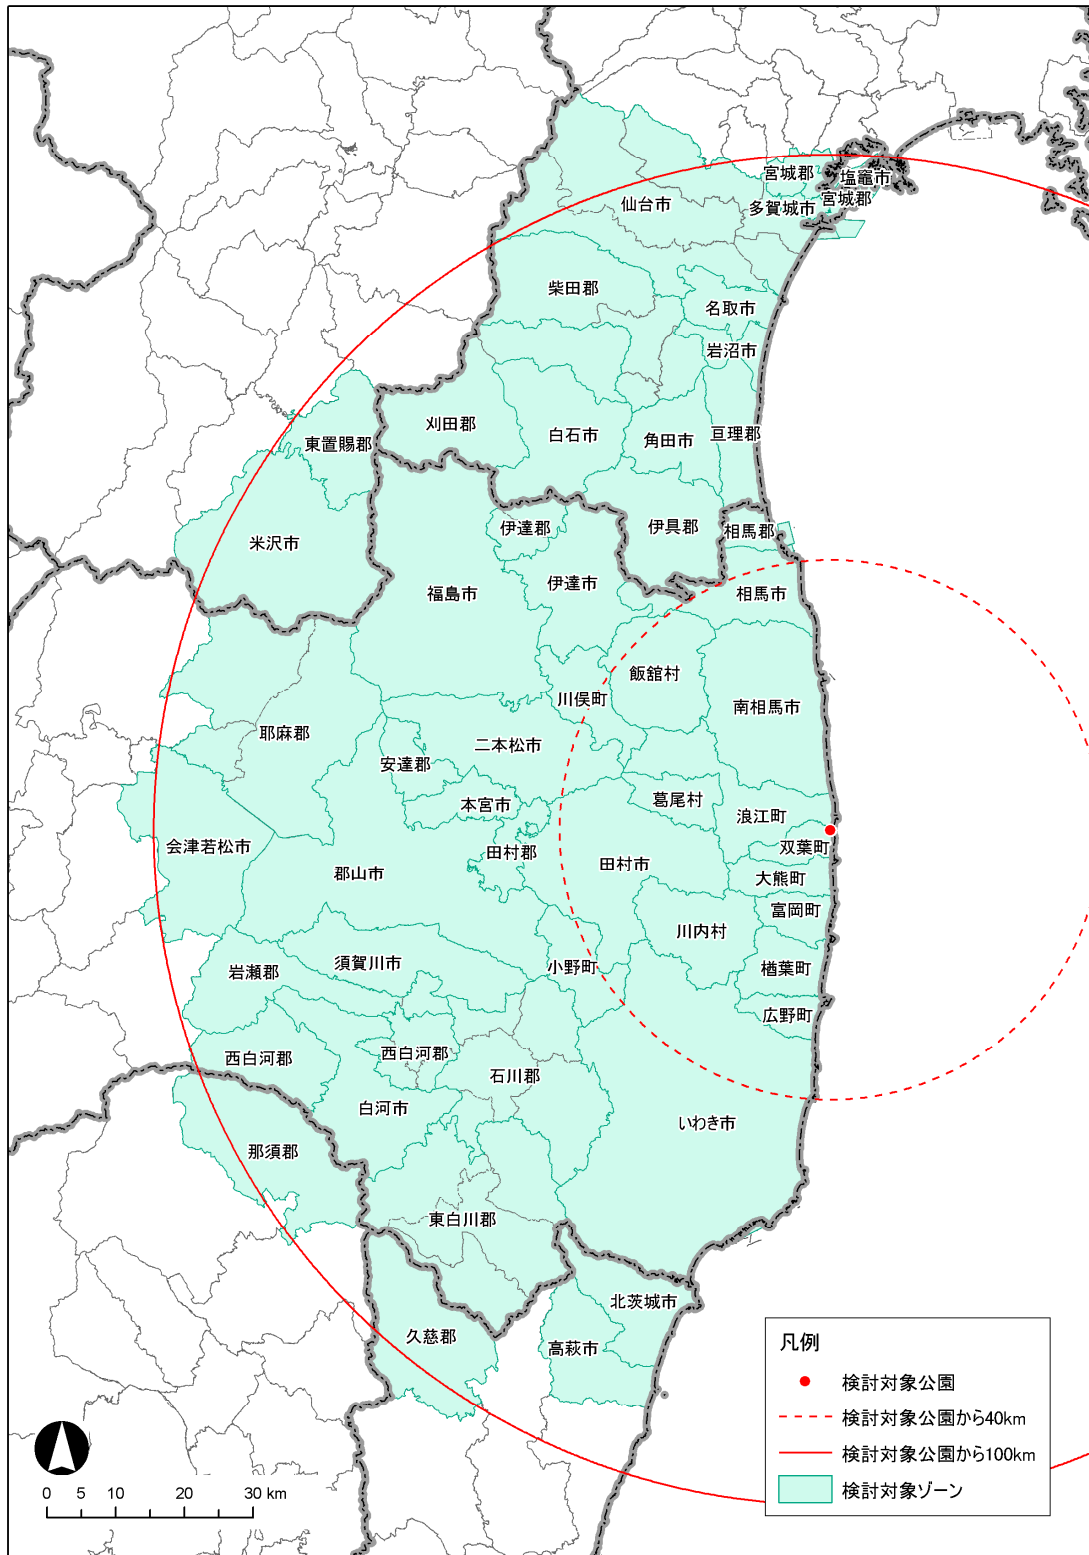 宮城郡
塩竈市
宮城郡
仙台市
多賀城市
柴田郡
名取市
岩沼市
刈田郡
白石市
角田市
亘理郡
東置賜郡
米沢市
伊達郡
伊具郡
相馬郡
福島市
伊達市
相馬市
飯舘村
川俣町
南相馬市
耶麻郡
二本松市
安達郡
本宮市
葛尾村
浪江町
会津若松市
郡山市
田村郡
田村市
双葉町
大熊町
富岡町
川内村
岩瀬郡
須賀川市
小野町
楢葉町
広野町
西白河郡
西白河郡
石川郡
白河市
いわき市
那須郡
東白川郡
北茨城市
久慈郡
高萩市
凡例
検討対象公園
検討対象公園から40km
検討対象公園から100km
検討対象ゾーン
0 5 10 20 30 km